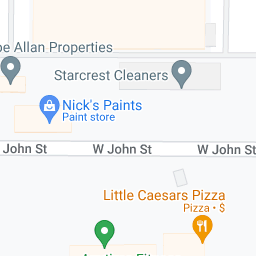 Allan Properties
Starcrest Cleaners
Nick's Paints
Paint store
John St
W John St
W John St
Little Caesars Pizza
Pizza • $